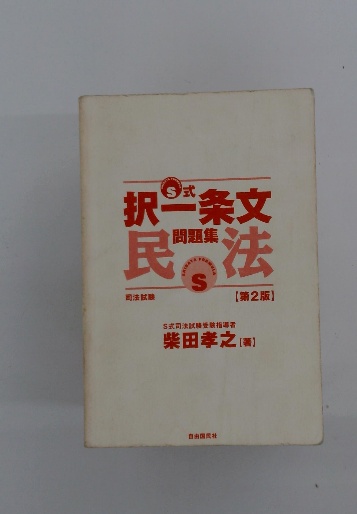 S式
択一条文
問題集
民法
SHIBATA FORMULA
S
司法試験
【第2版】
S式司法試験受験指導者
柴田孝之[著]
自由国民社